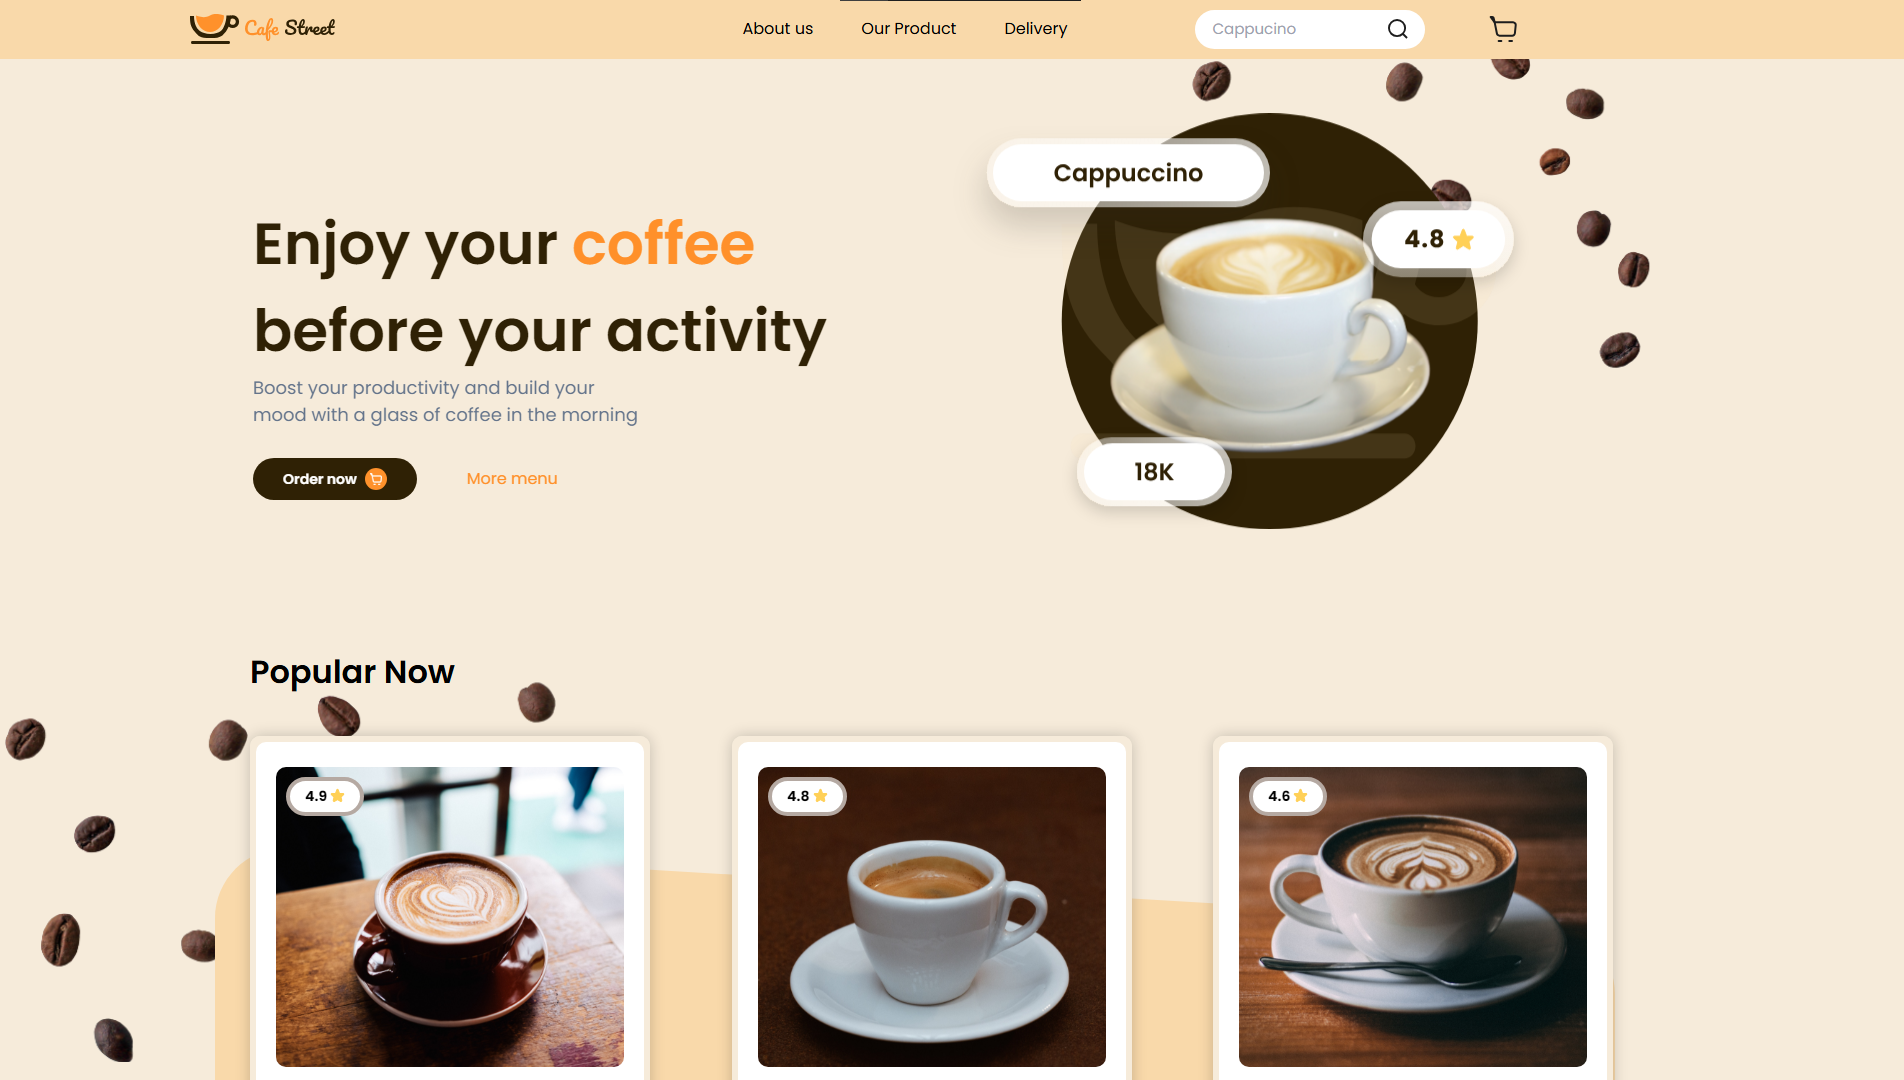 Cafe Street
About us
Our Product
Delivery
Cappucino
Cappuccino
4.8
Enjoy your coffee
before your activity
Boost your productivity and build your
mood with a glass of coffee in the morning
Order now
More menu
18K
Popular Now
4.9
4.8
4.6